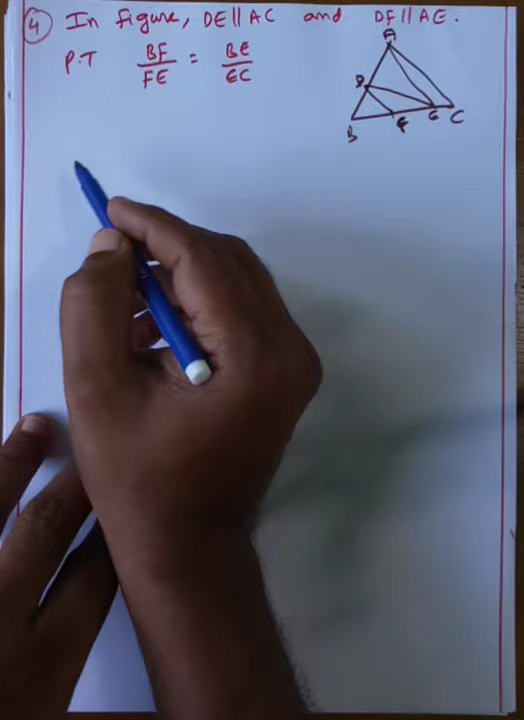 4 In figure, DE || AC and DF || AE.
P.T BF/FE = BE/EC
A
D
B F E C